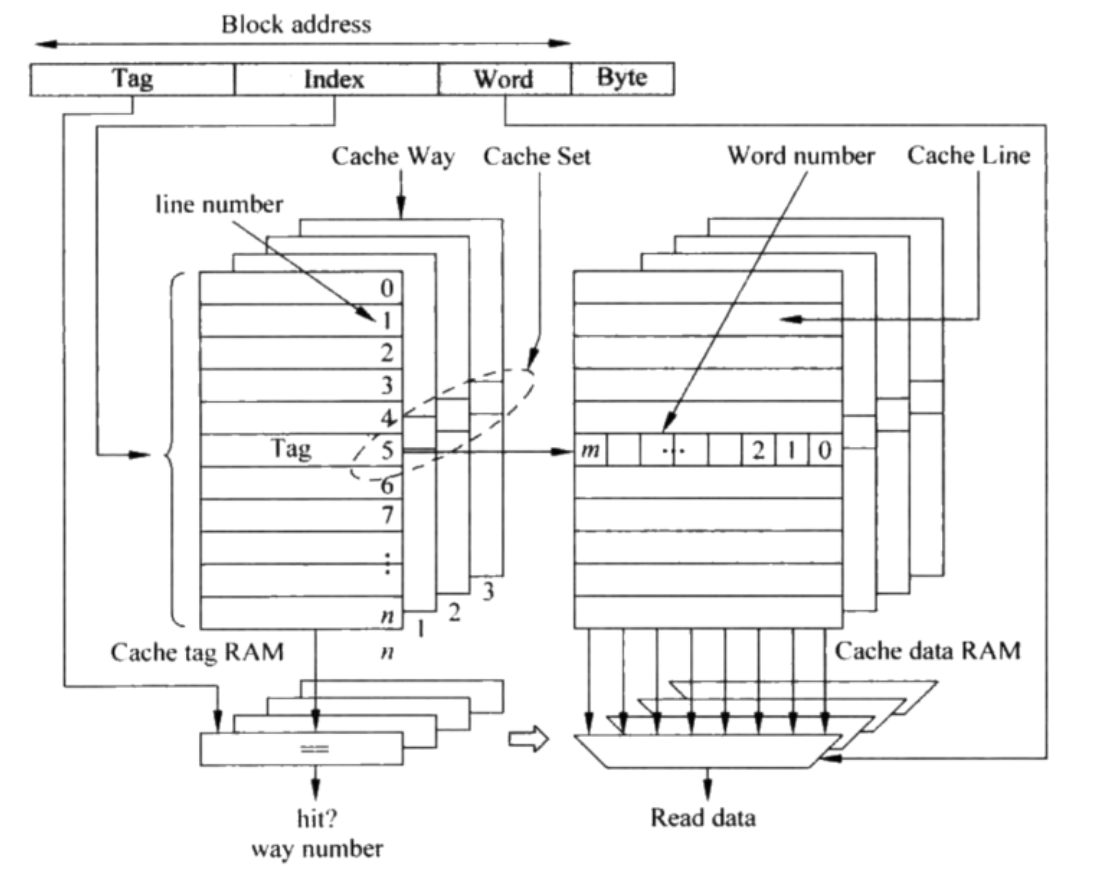 Block address
Tag Index Word Byte
Cache Way Cache Set Word number Cache Line
line number
0
1
2
3
4
Tag 5 m ... 2 1 0
6
7
⋮
n 1 2 3
Cache tag RAM n Cache data RAM
==
hit? Read data
way number